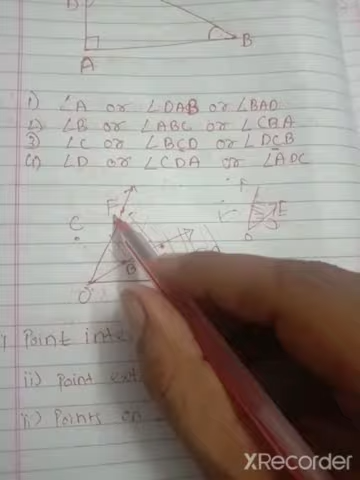 D
B
A
1) ∠A or ∠DAB or ∠BAD
2) ∠B or ∠ABC or ∠CBA
3) ∠C or ∠BCD or ∠DCB
4) ∠D or ∠CDA or ∠ADC
F
F
C
E
B
O
Point inte
ii) Point ext
Points on
XRecorder